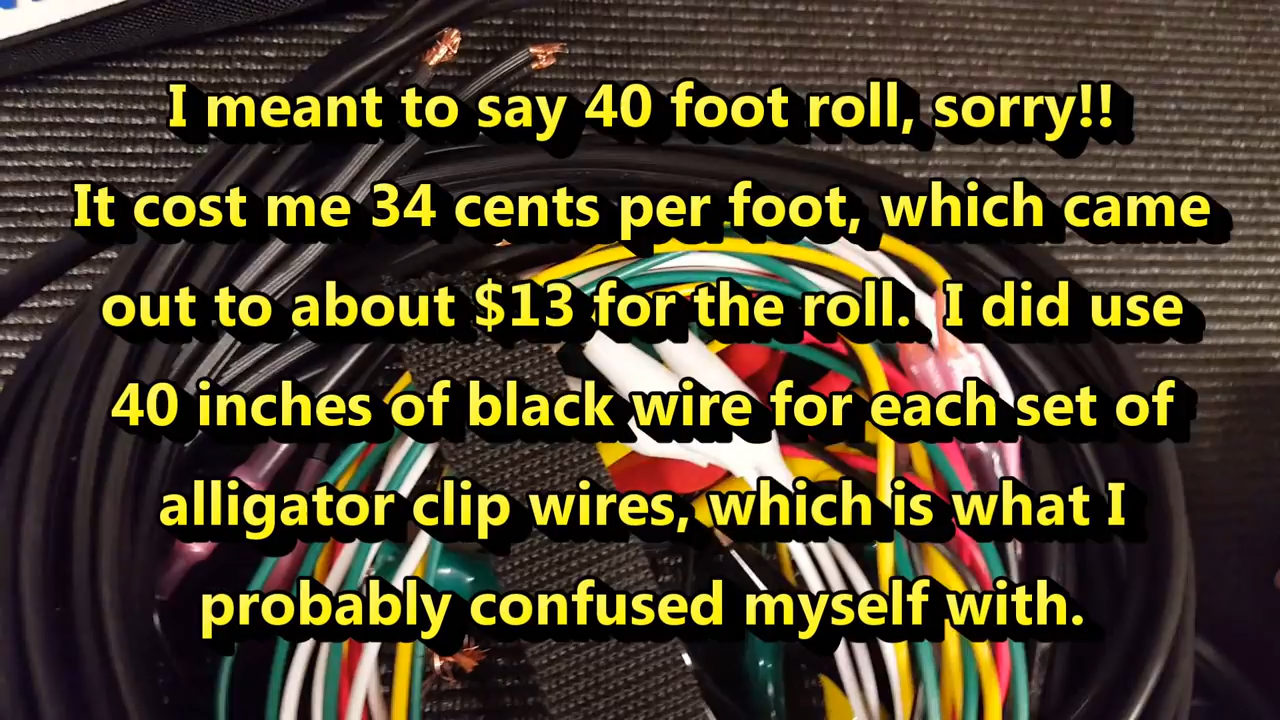 I meant to say 40 foot roll, sorry!!
It cost me 34 cents per foot, which came
out to about $13 for the roll.  I did use
40 inches of black wire for each set of
alligator clip wires, which is what I
probably confused myself with.